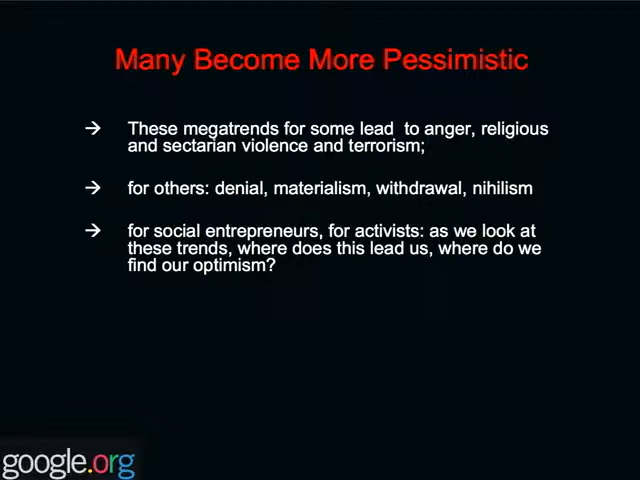 Many Become More Pessimistic
→ These megatrends for some lead  to anger, religious
and sectarian violence and terrorism;
→ for others: denial, materialism, withdrawal, nihilism
→ for social entrepreneurs, for activists: as we look at
these trends, where does this lead us, where do we
find our optimism?
google.org